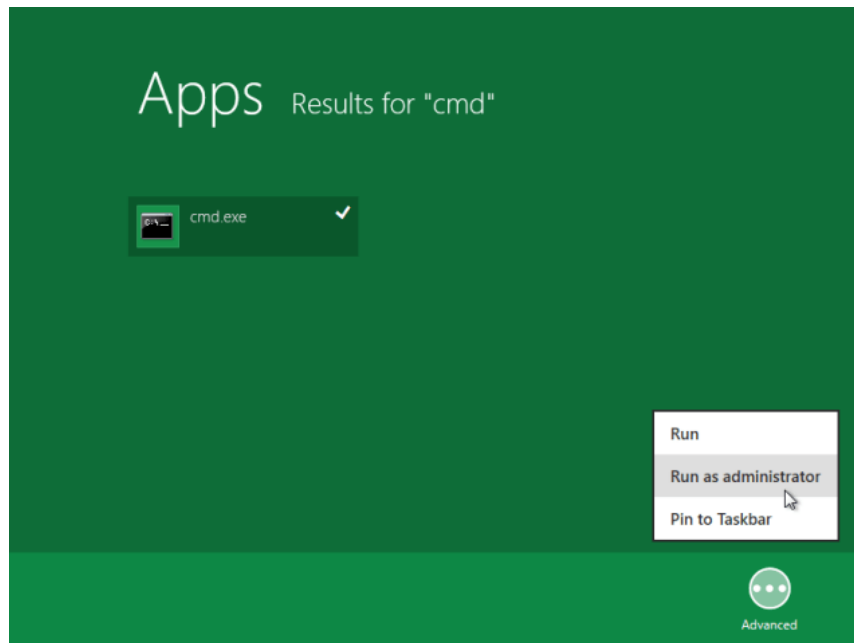 Apps Results for "cmd"
cmd.exe
Run
Run as administrator
Pin to Taskbar
Advanced